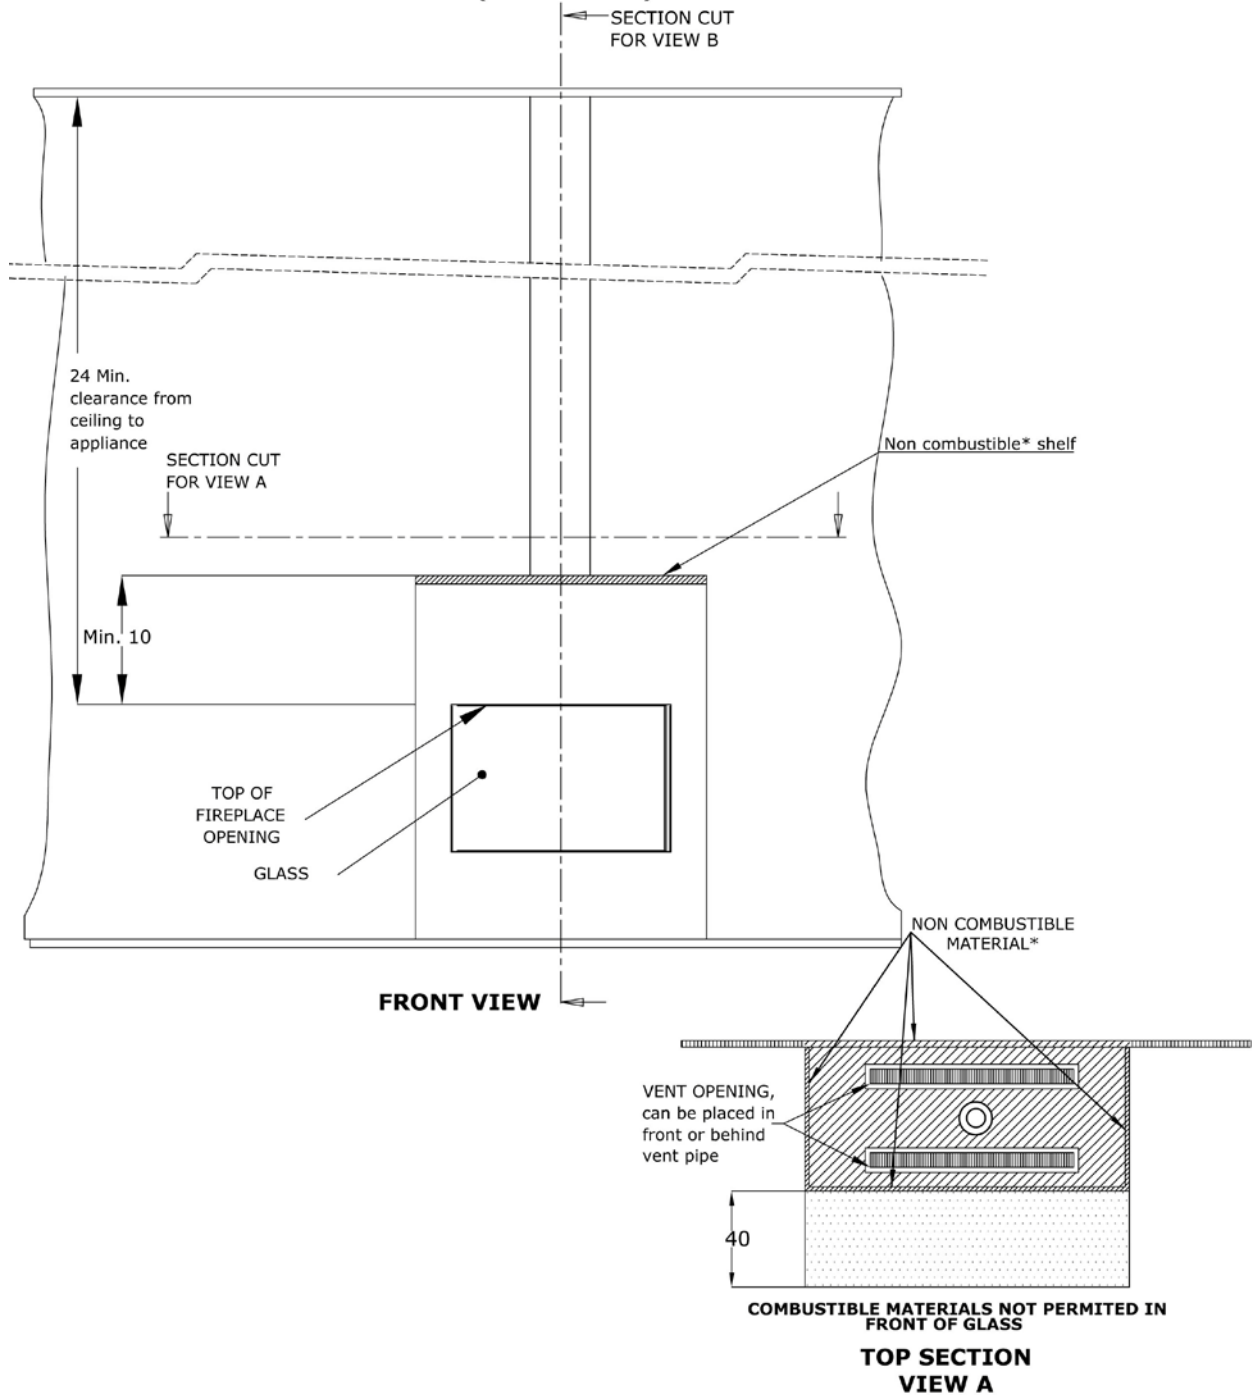 SECTION CUT
FOR VIEW B
24 Min.
clearance from
ceiling to
appliance
SECTION CUT
FOR VIEW A
Non combustible* shelf
Min. 10
TOP OF
FIREPLACE
OPENING
GLASS
NON COMBUSTIBLE
MATERIAL*
FRONT VIEW
VENT OPENING,
can be placed in
front or behind
vent pipe
40
COMBUSTIBLE MATERIALS NOT PERMITED IN
FRONT OF GLASS
TOP SECTION
VIEW A